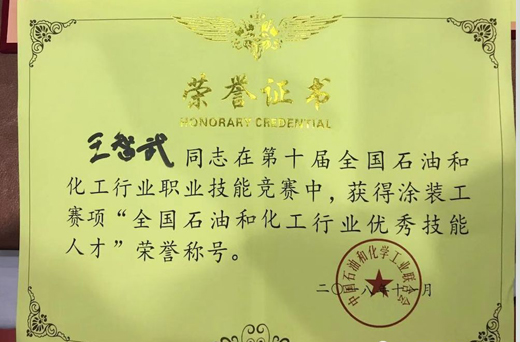 荣誉证书
HONORARY CREDENTIAL
王智武 同志在第十届全国石油和
化工行业职业技能竞赛中，获得涂装工
赛项“全国石油和化工行业优秀技能
人才”荣誉称号。
中国石油和化学工业联合会
二〇一八年十一月